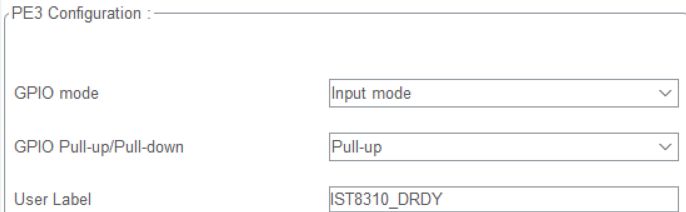 PE3 Configuration :
GPIO mode Input mode
GPIO Pull-up/Pull-down Pull-up
User Label IST8310_DRDY